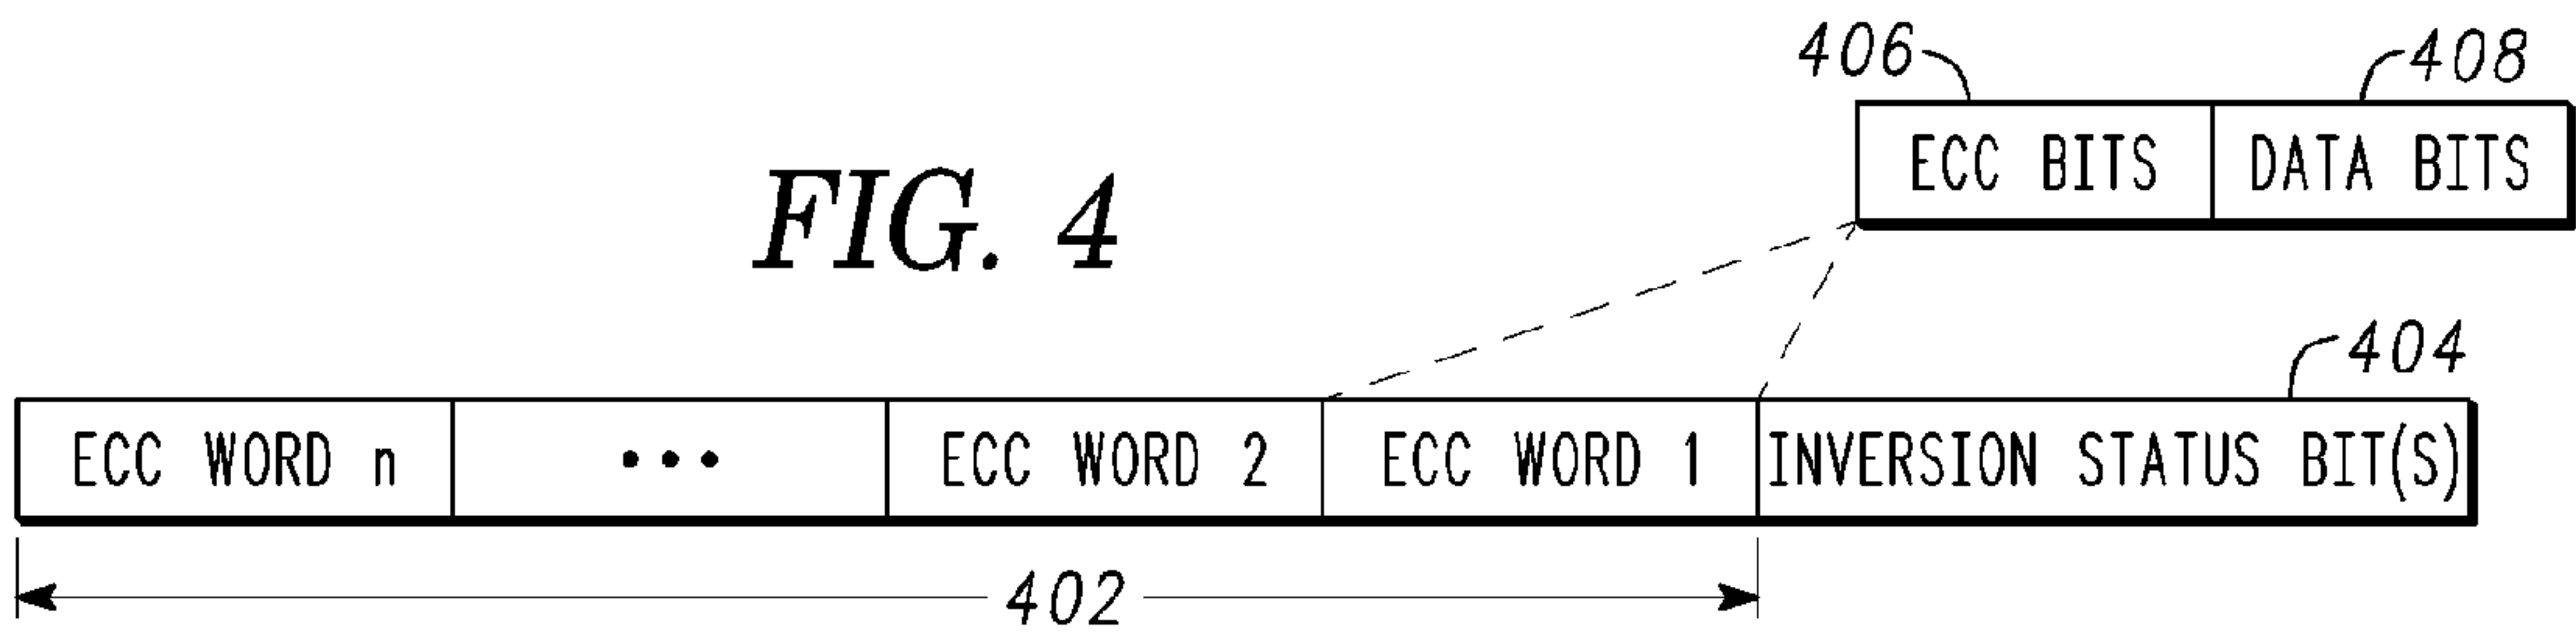 406
408
ECC BITS DATA BITS
FIG. 4
404
ECC WORD n ••• ECC WORD 2 ECC WORD 1 INVERSION STATUS BIT(S)
402